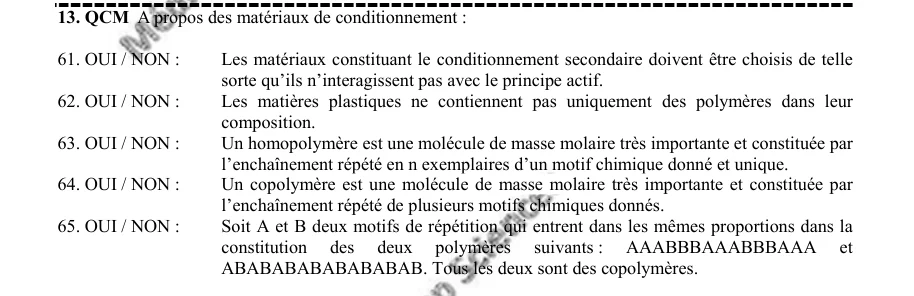 13. QCM A propos des matériaux de conditionnement :
61. OUI / NON : Les matériaux constituant le conditionnement secondaire doivent être choisis de telle
sorte qu'ils n'interagissent pas avec le principe actif.
62. OUI / NON : Les matières plastiques ne contiennent pas uniquement des polymères dans leur
composition.
63. OUI / NON : Un homopolymère est une molécule de masse molaire très importante et constituée par
l'enchaînement répété en n exemplaires d'un motif chimique donné et unique.
64. OUI / NON : Un copolymère est une molécule de masse molaire très importante et constituée par
l'enchaînement répété de plusieurs motifs chimiques donnés.
65. OUI / NON : Soit A et B deux motifs de répétition qui entrent dans les mêmes proportions dans la
constitution des deux polymères suivants : AAABBBAAABBBAAA et
ABABABABABABABAB. Tous les deux sont des copolymères.